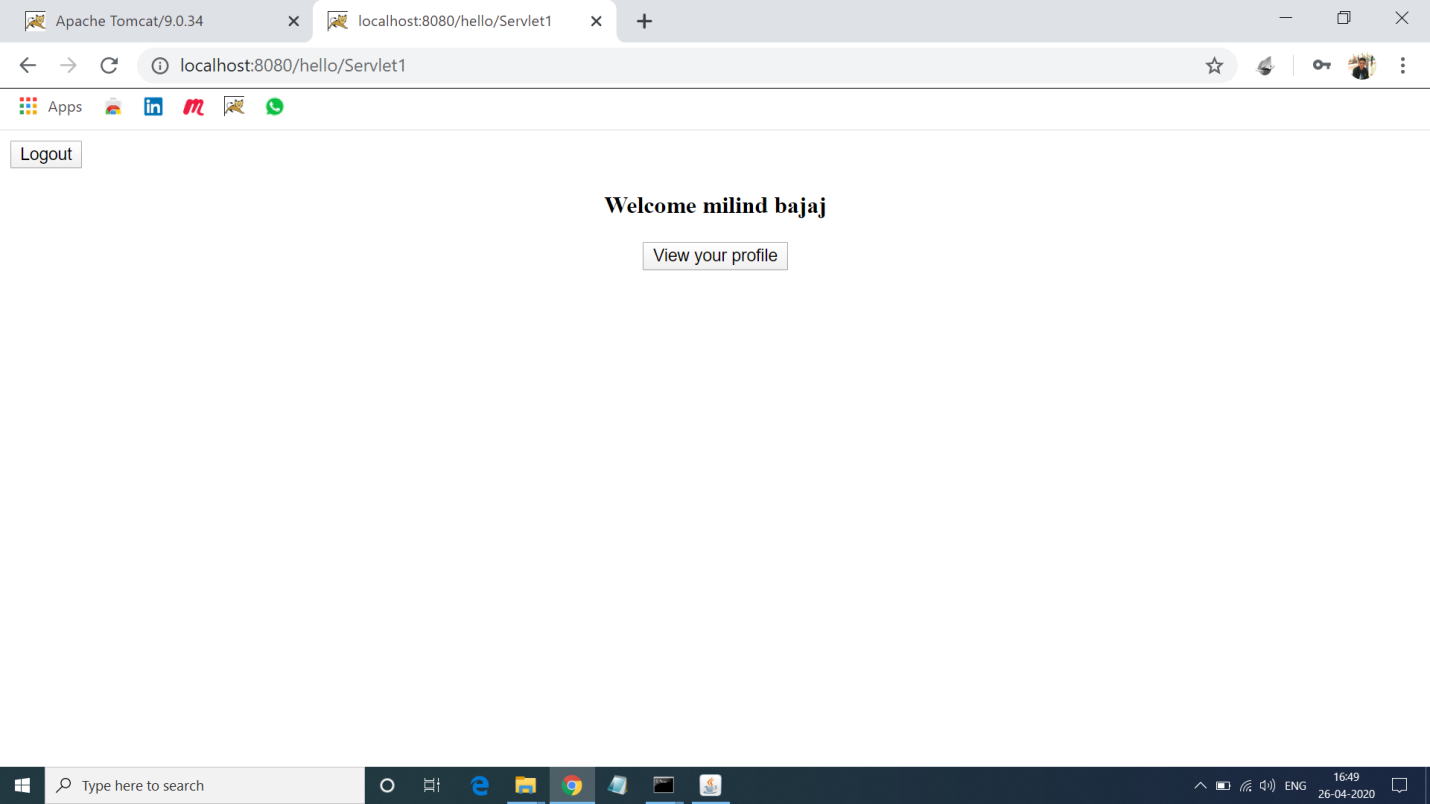 Apache Tomcat/9.0.34
localhost:8080/hello/Servlet1
localhost:8080/hello/Servlet1
Apps
in
Logout
Welcome milind bajaj
View your profile
Type here to search
ENG
16:49
26-04-2020